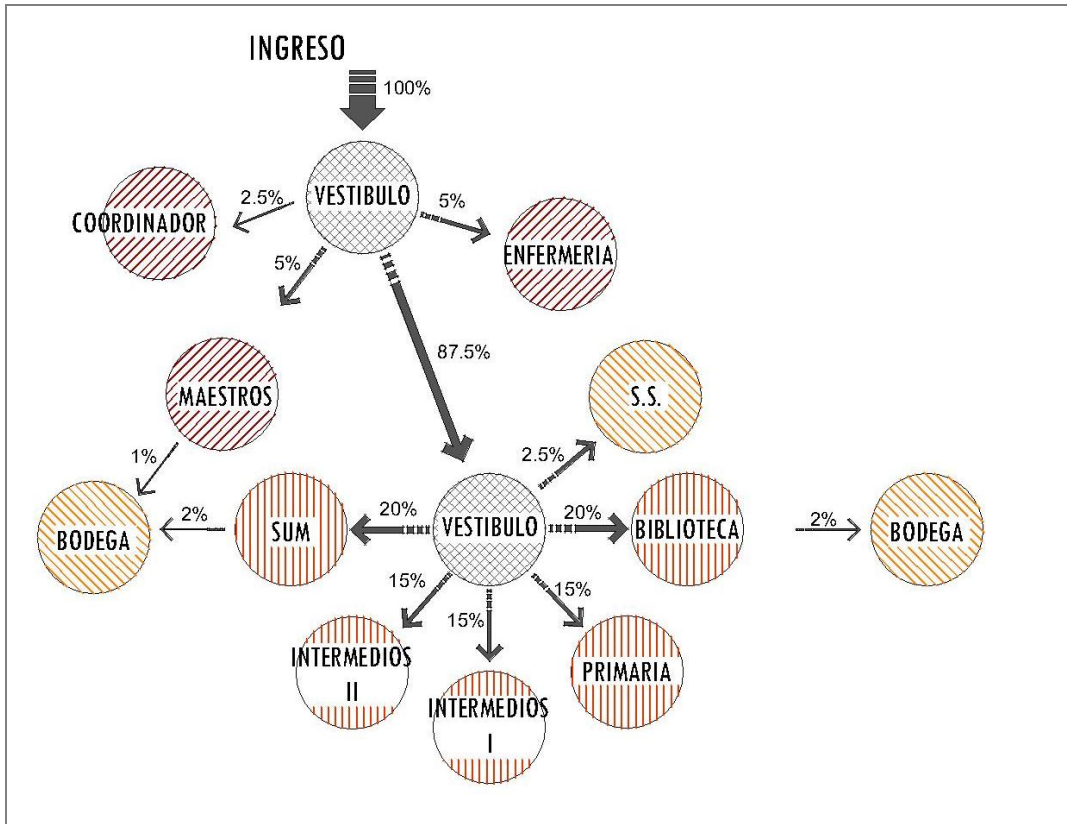 INGRESO
100%
VESTIBULO
2.5%
5%
COORDINADOR
ENFERMERIA
5%
87.5%
MAESTROS
S.S.
1%
2.5%
20%
20%
2%
2%
BODEGA
SUM
VESTIBULO
BIBLIOTECA
BODEGA
15%
15%
15%
INTERMEDIOS
II
PRIMARIA
INTERMEDIOS
I